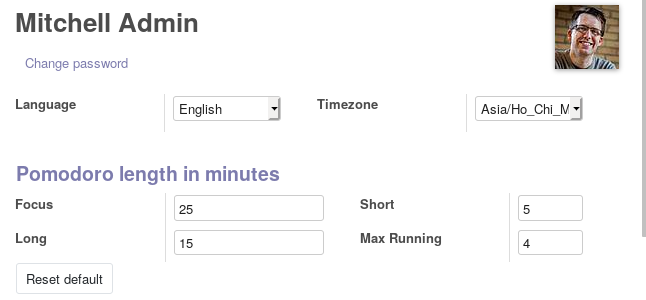 Mitchell Admin
Change password
Language English Timezone Asia/Ho_Chi_M
Pomodoro length in minutes
Focus 25 Short 5
Long 15 Max Running 4
Reset default